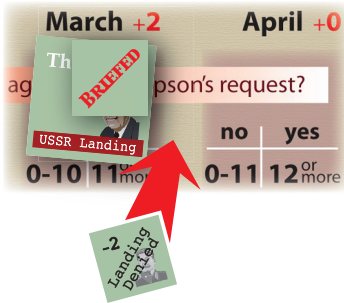 March +2
April +0
Th
BRIEFED
ag
pson's request?
USSR Landing
no yes
0-10 11 or more
0-11 12 or more
-2
Landing
Denied